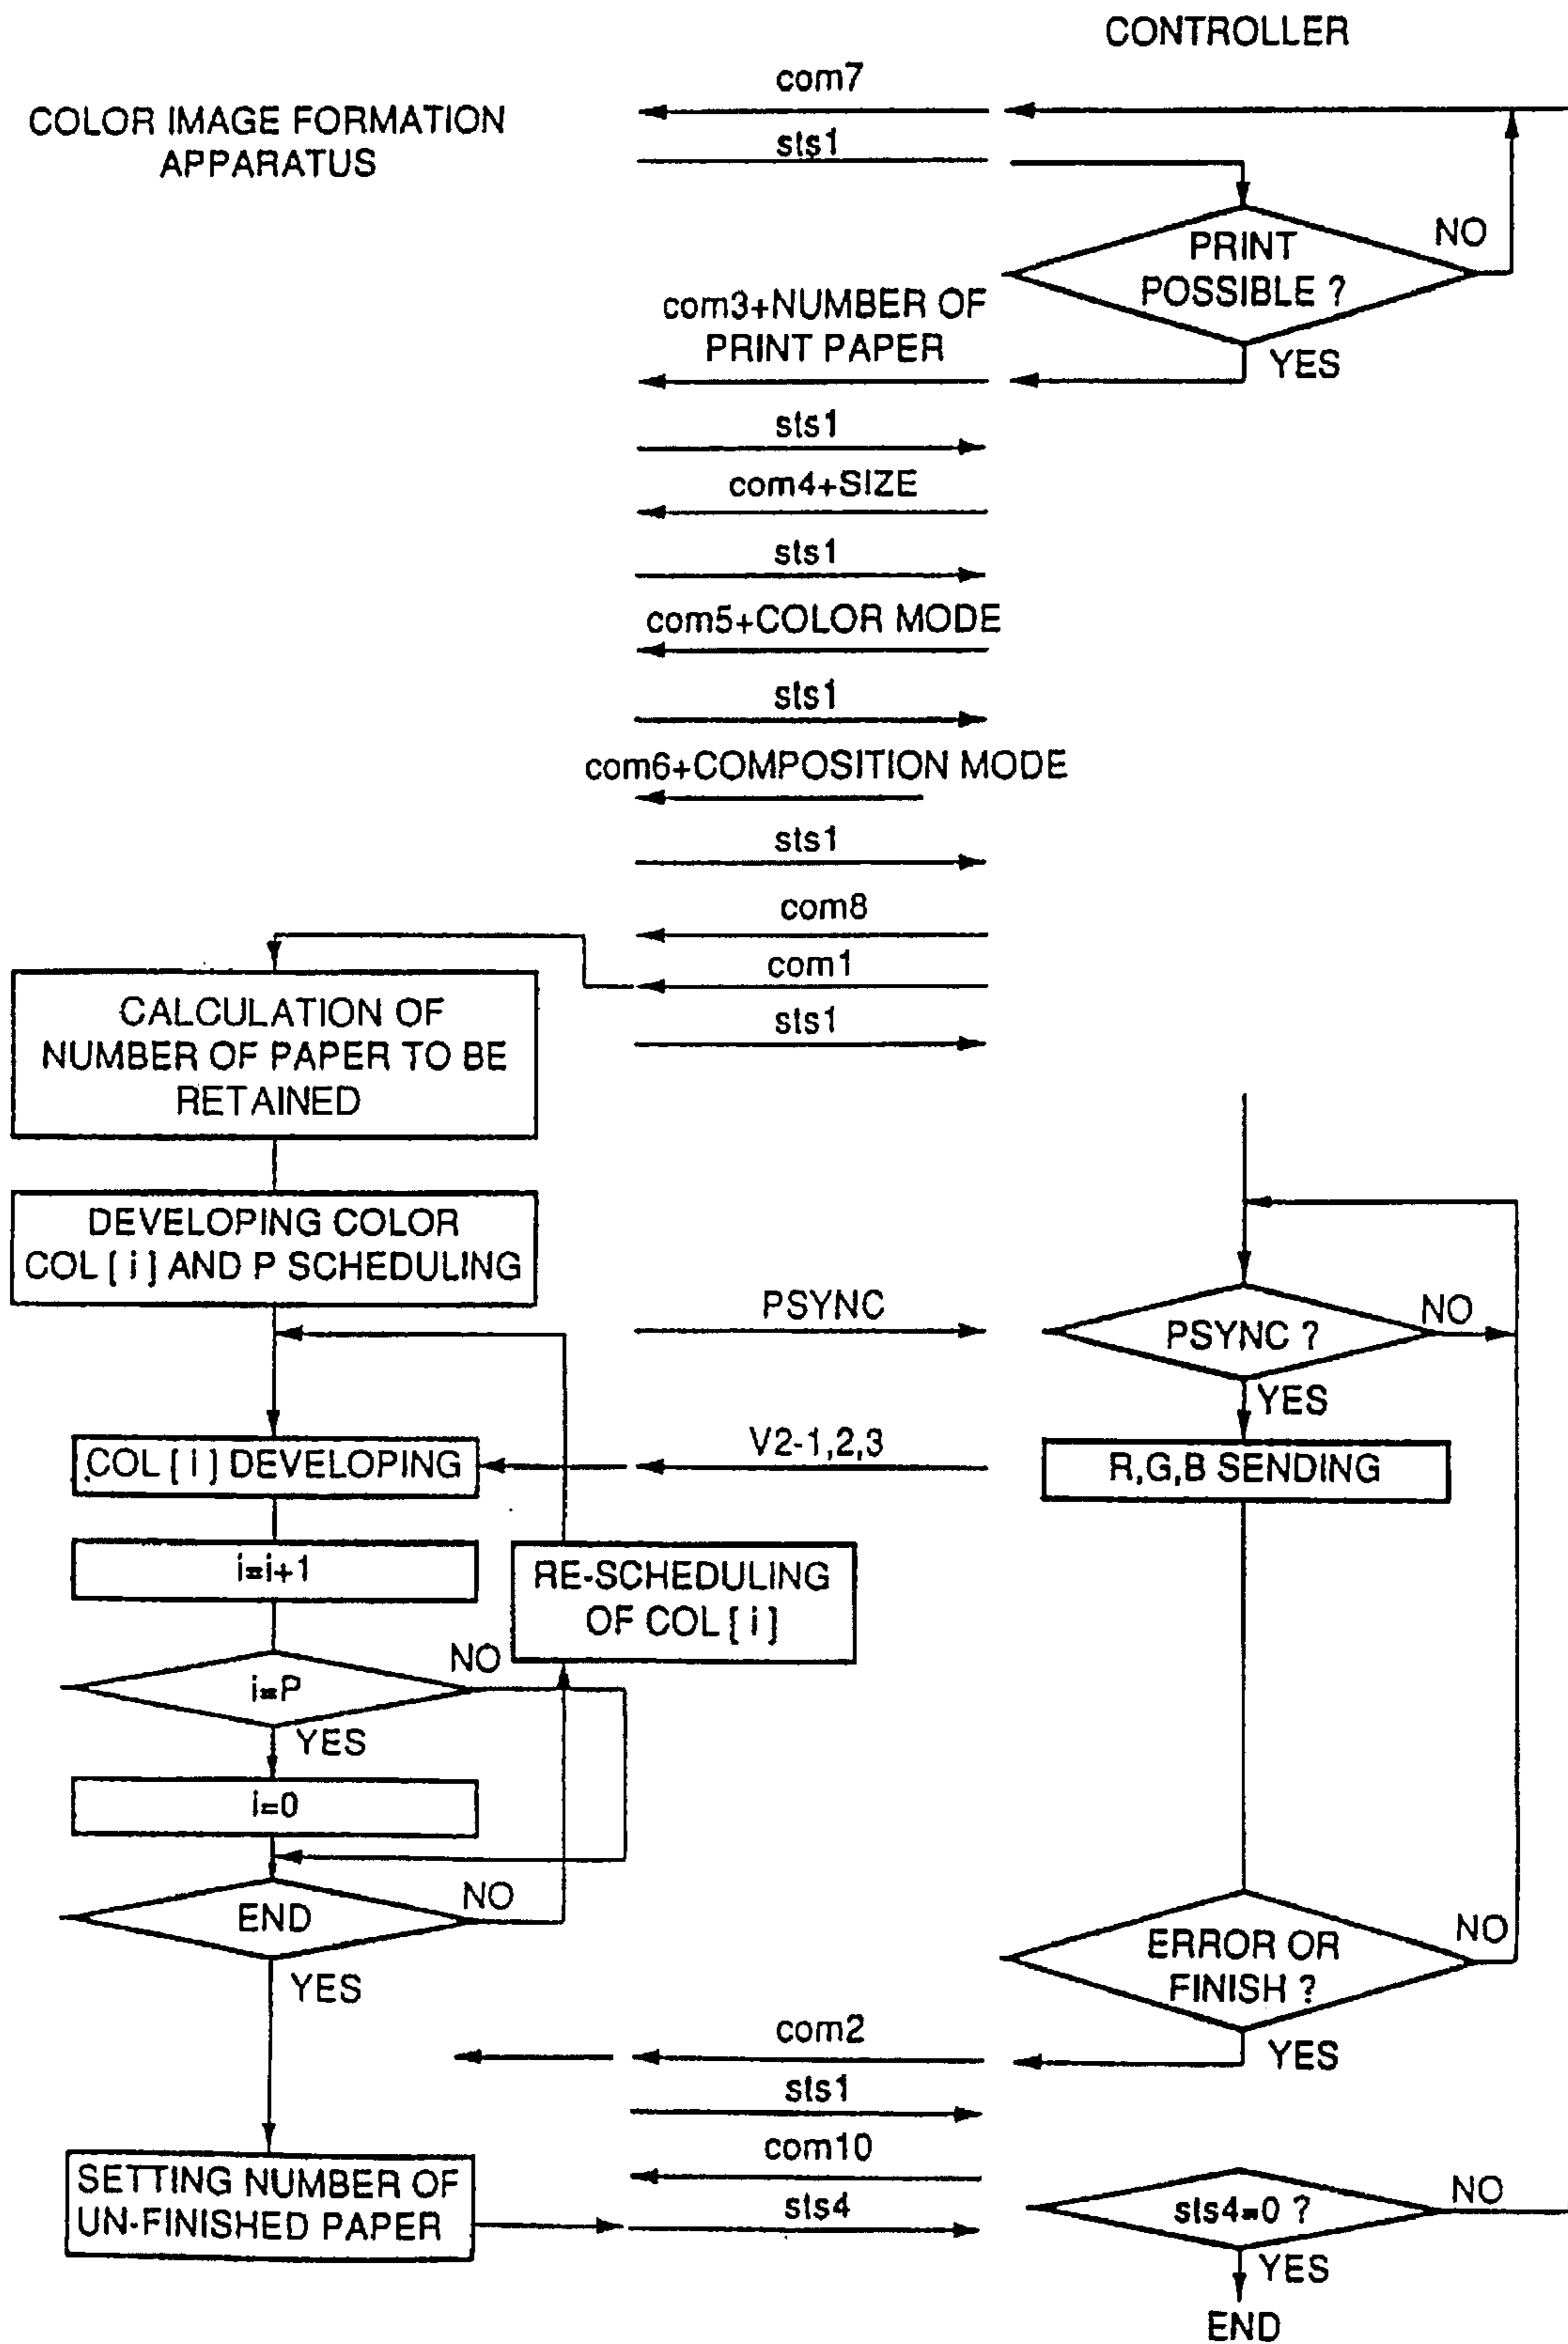 CONTROLLER
com7
COLOR IMAGE FORMATION
APPARATUS
sts1
PRINT
POSSIBLE ?
NO
com3+NUMBER OF
PRINT PAPER
YES
sts1
com4+SIZE
sts1
com5+COLOR MODE
sts1
com6+COMPOSITION MODE
sts1
com8
com1
sts1
CALCULATION OF
NUMBER OF PAPER TO BE
RETAINED
DEVELOPING COLOR
COL [ i ] AND P SCHEDULING
PSYNC
PSYNC ?
NO
YES
COL [ i ] DEVELOPING
V2-1,2,3
R,G,B SENDING
i=i+1
RE-SCHEDULING
OF COL [ i ]
i=P
NO
YES
i=0
END
NO
YES
ERROR OR
FINISH ?
NO
YES
com2
sts1
com10
SETTING NUMBER OF
UN-FINISHED PAPER
sts4
sts4=0 ?
NO
YES
END